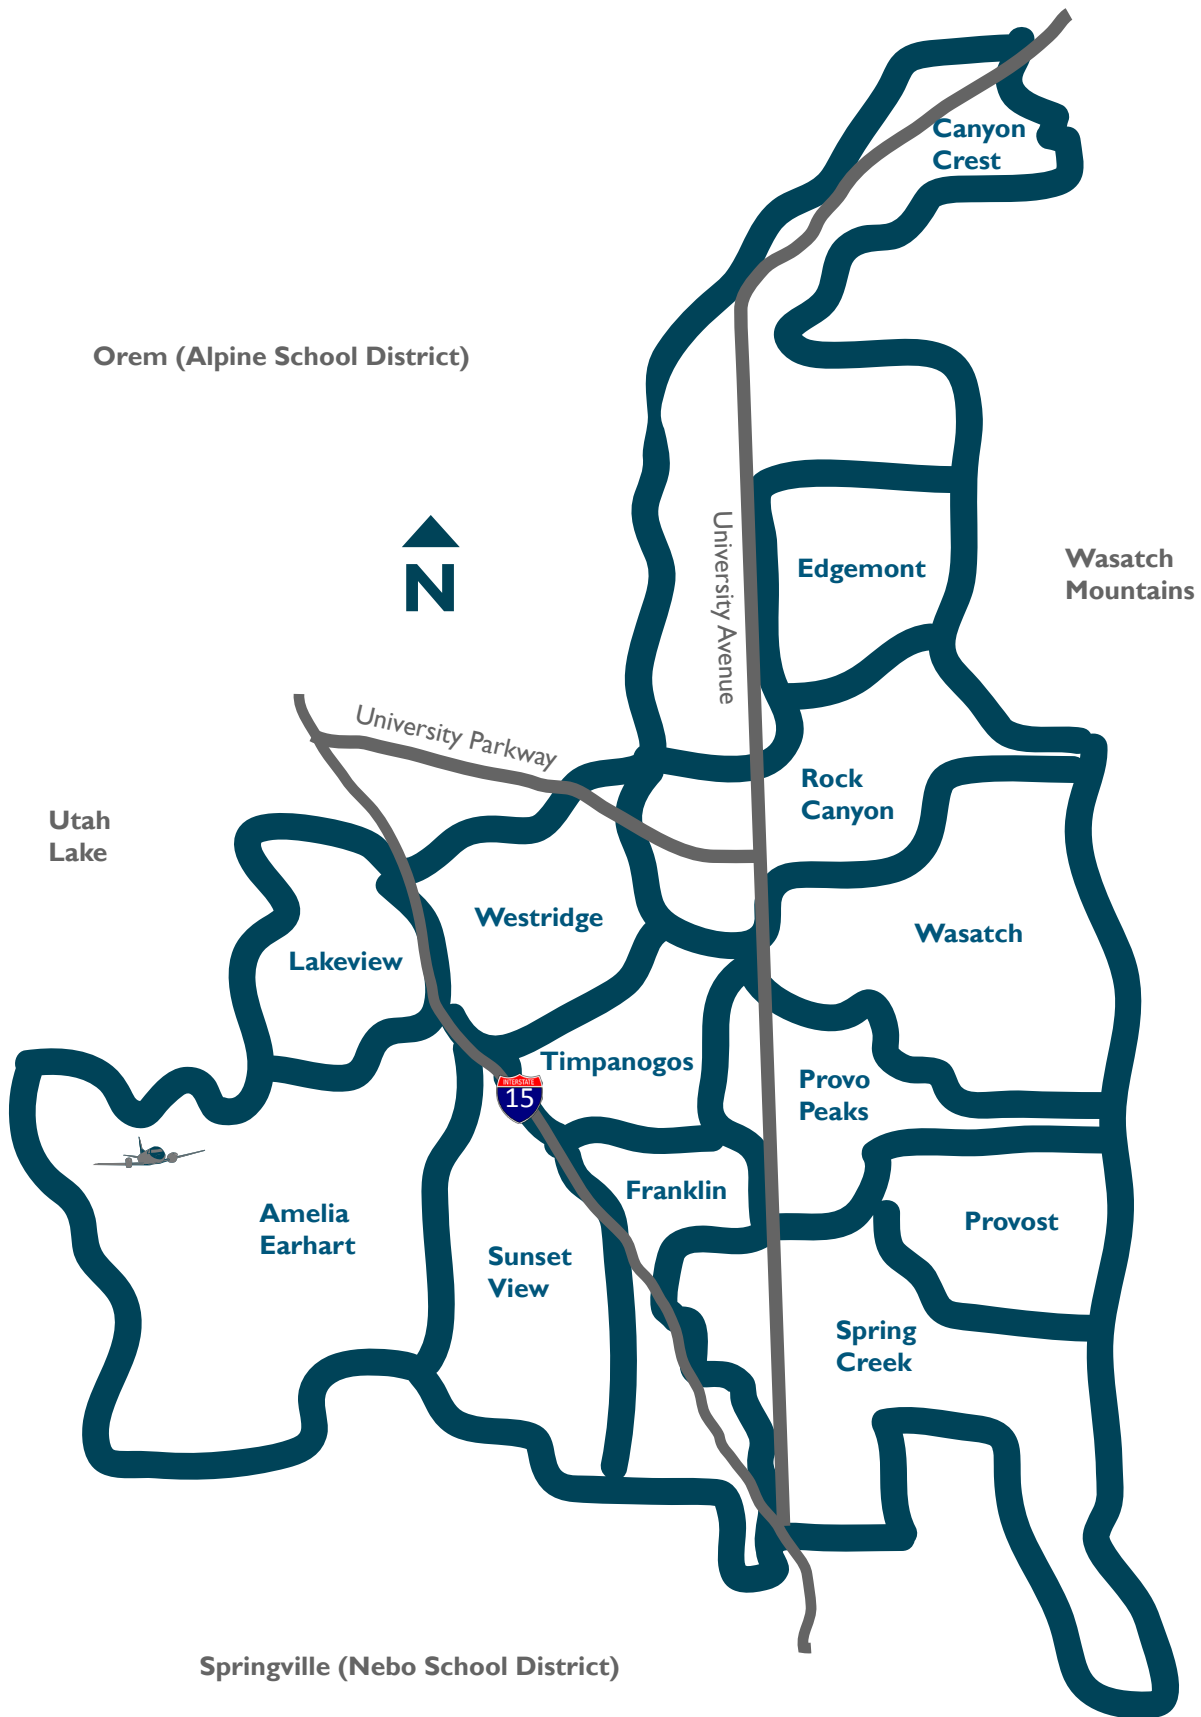 Canyon
Crest
Orem (Alpine School District)
N
University Avenue
Edgemont
Wasatch
Mountains
University Parkway
Rock
Canyon
Utah
Lake
Westridge
Wasatch
Lakeview
Timpanogos
INTERSTATE
15
Provo
Peaks
Franklin
Amelia
Earhart
Provost
Sunset
View
Spring
Creek
Springville (Nebo School District)